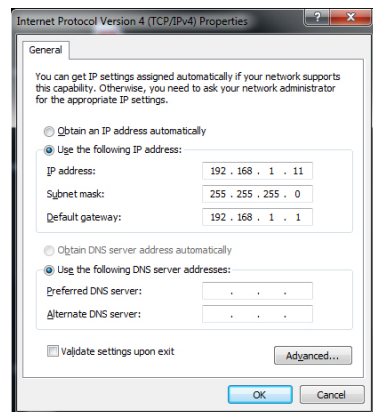 Internet Protocol Version 4 (TCP/IPv4) Properties
General
You can get IP settings assigned automatically if your network supports
this capability. Otherwise, you need to ask your network administrator
for the appropriate IP settings.
Obtain an IP address automatically
Use the following IP address:
IP address: 192 . 168 . 1 . 11
Subnet mask: 255 . 255 . 255 . 0
Default gateway: 192 . 168 . 1 . 1
Obtain DNS server address automatically
Use the following DNS server addresses:
Preferred DNS server: . . .
Alternate DNS server: . . .
Validate settings upon exit
Advanced...
OK Cancel